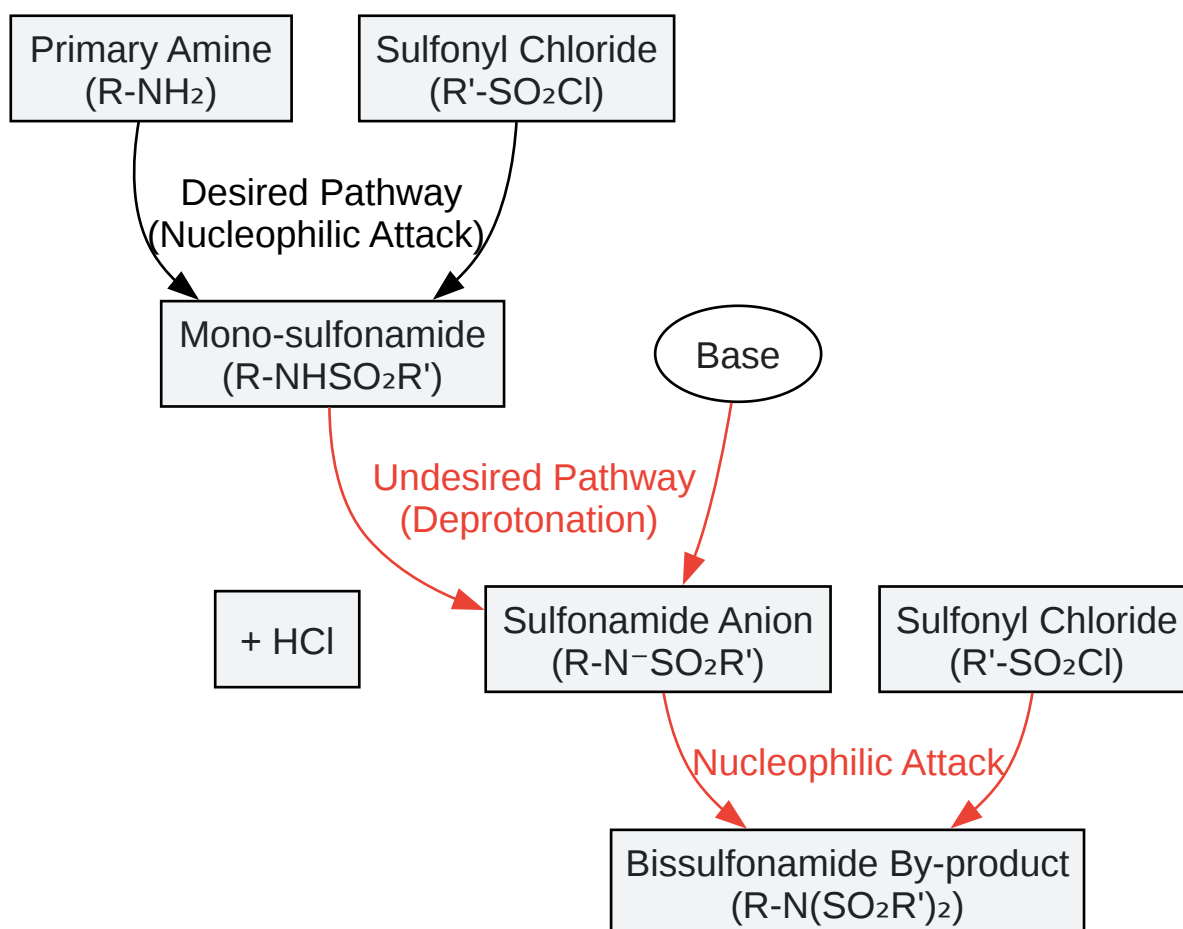 Primary Amine
(R-NH₂)
Sulfonyl Chloride
(R'-SO₂Cl)
Desired Pathway
(Nucleophilic Attack)
Mono-sulfonamide
(R-NHSO₂R')
Base
Undesired Pathway
(Deprotonation)
+ HCl
Sulfonamide Anion
(R-N⁻SO₂R')
Sulfonyl Chloride
(R'-SO₂Cl)
Nucleophilic Attack
Bissulfonamide By-product
(R-N(SO₂R')₂)